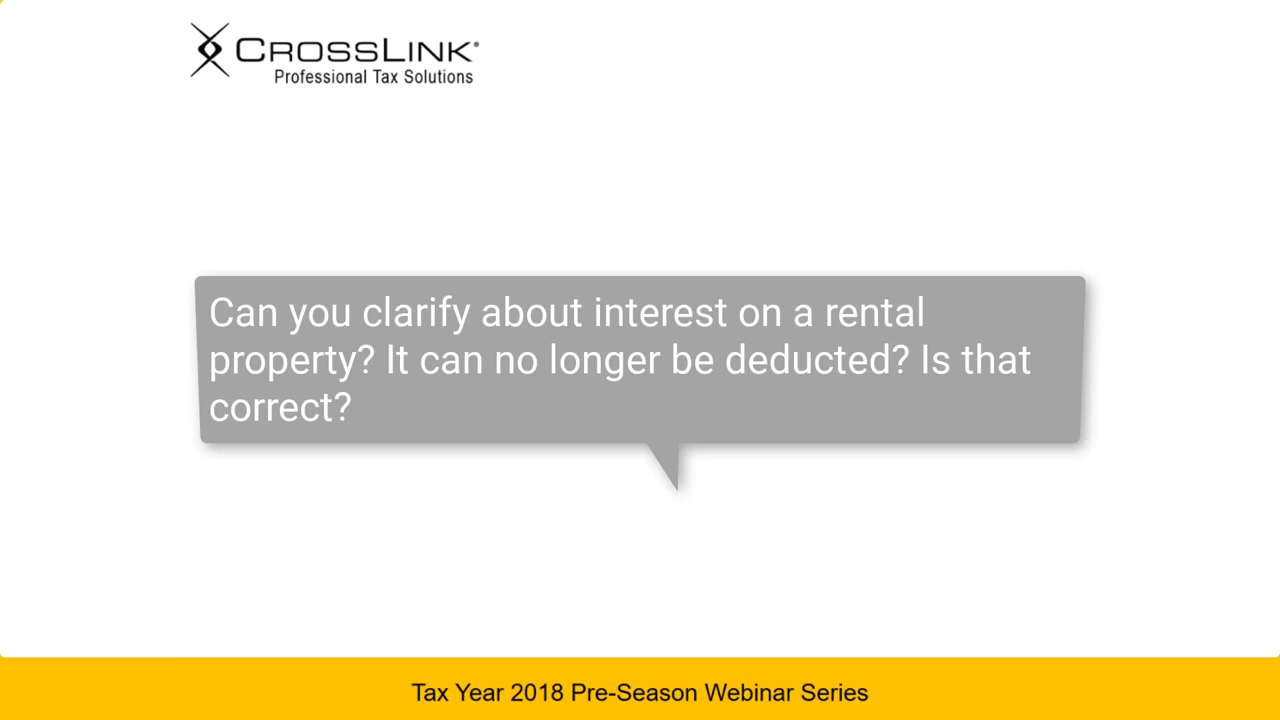 CROSSLINK®
Professional Tax Solutions
Can you clarify about interest on a rental
property? It can no longer be deducted? Is that
correct?
Tax Year 2018 Pre-Season Webinar Series